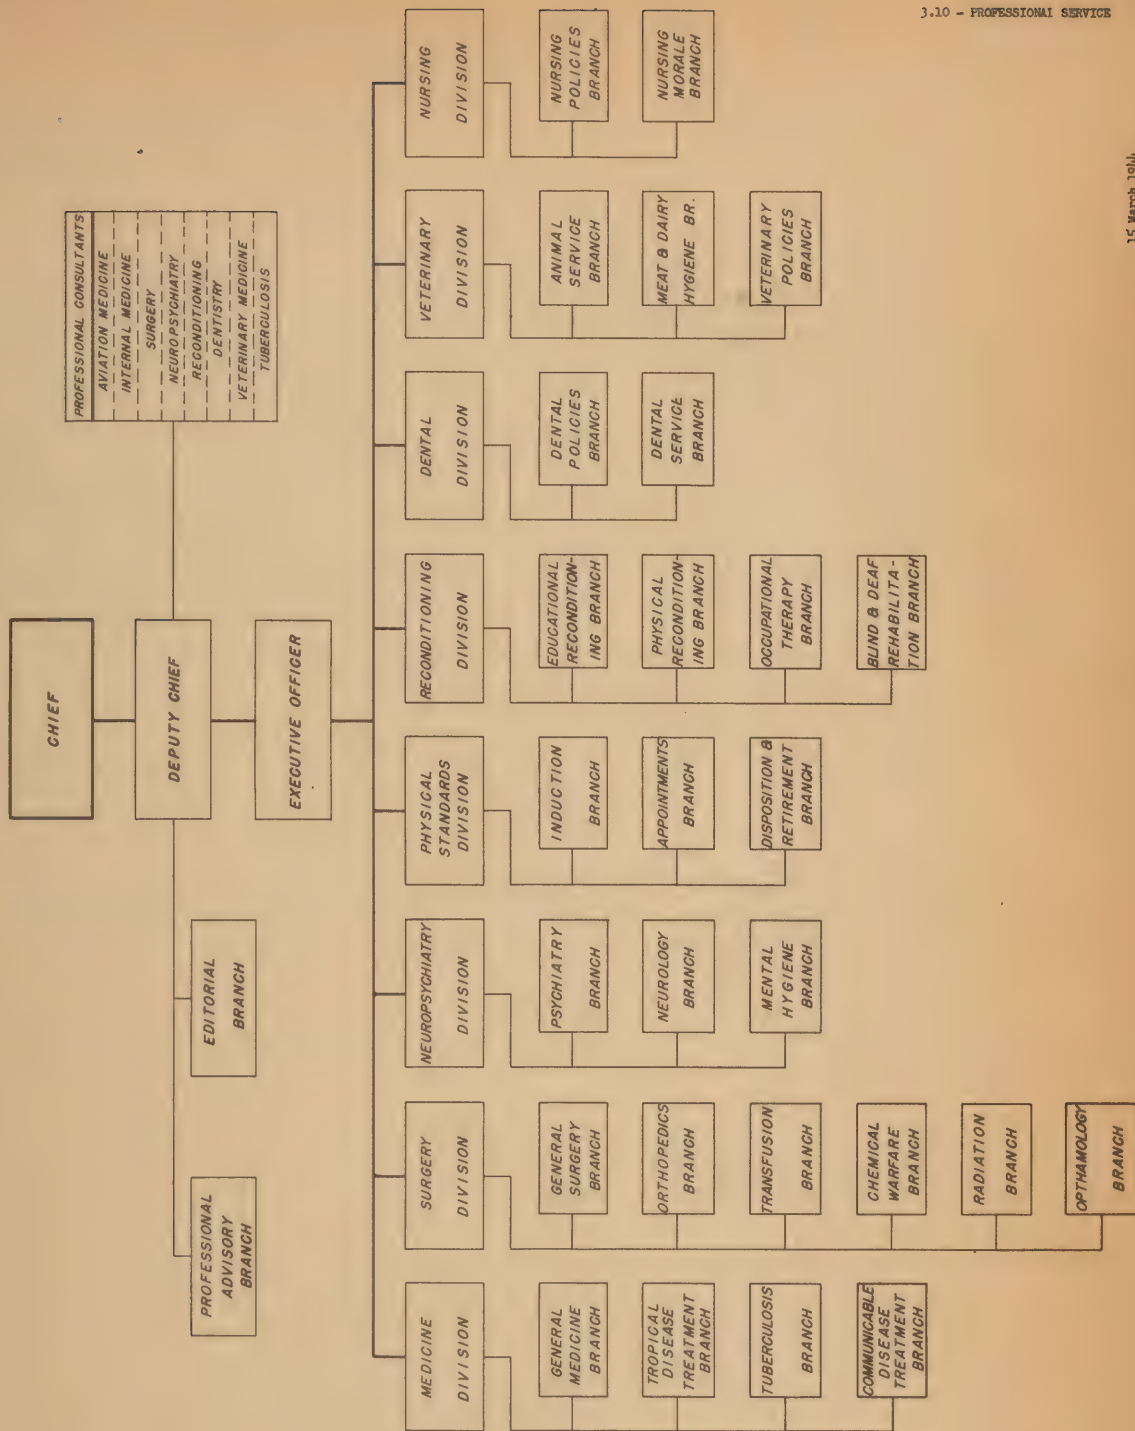 3.10 - PROFESSIONAL SERVICE
15 March 1944
CHIEF
DEPUTY CHIEF
EXECUTIVE OFFICER
PROFESSIONAL CONSULTANTS
AVIATION MEDICINE
INTERNAL MEDICINE
SURGERY
NEUROPSYCHIATRY
RECONDITIONING
DENTISTRY
VETERINARY MEDICINE
TUBERCULOSIS
PROFESSIONAL
ADVISORY
BRANCH
EDITORIAL
BRANCH
MEDICINE
DIVISION
GENERAL
MEDICINE
BRANCH
TROPICAL
DISEASE
TREATMENT
BRANCH
TUBERCULOSIS
BRANCH
COMMUNICABLE
DISEASE
TREATMENT
BRANCH
SURGERY
DIVISION
GENERAL
SURGERY
BRANCH
ORTHOPEDICS
BRANCH
TRANSFUSION
BRANCH
CHEMICAL
WARFARE
BRANCH
RADIATION
BRANCH
OPTHAMOLOGY
BRANCH
NEUROPSYCHIATRY
DIVISION
PSYCHIATRY
BRANCH
NEUROLOGY
BRANCH
MENTAL
HYGIENE
BRANCH
PHYSICAL
STANDARDS
DIVISION
INDUCTION
BRANCH
APPOINTMENTS
BRANCH
DISPOSITION &
RETIREMENT
BRANCH
RECONDITIONING
DIVISION
EDUCATIONAL
RECONDITION-
ING BRANCH
PHYSICAL
RECONDITION-
ING BRANCH
OCCUPATIONAL
THERAPY
BRANCH
BLIND & DEAF
REHABILITA-
TION BRANCH
DENTAL
DIVISION
DENTAL
POLICIES
BRANCH
DENTAL
SERVICE
BRANCH
VETERINARY
DIVISION
ANIMAL
SERVICE
BRANCH
MEAT & DAIRY
HYGIENE BR.
VETERINARY
POLICIES
BRANCH
NURSING
DIVISION
NURSING
POLICIES
BRANCH
NURSING
MORALE
BRANCH